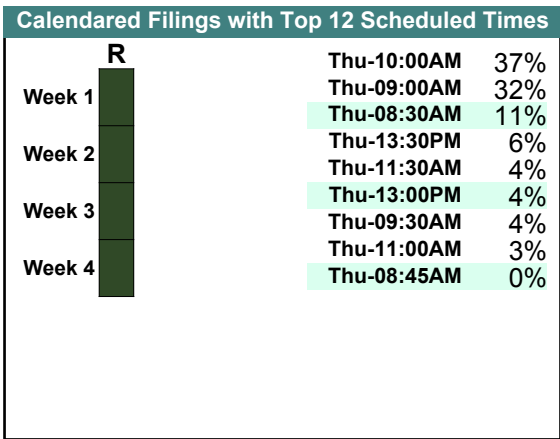 Calendared Filings with Top 12 Scheduled Times
R
Week 1
Week 2
Week 3
Week 4
Thu-10:00AM 37%
Thu-09:00AM 32%
Thu-08:30AM 11%
Thu-13:30PM 6%
Thu-11:30AM 4%
Thu-13:00PM 4%
Thu-09:30AM 4%
Thu-11:00AM 3%
Thu-08:45AM 0%